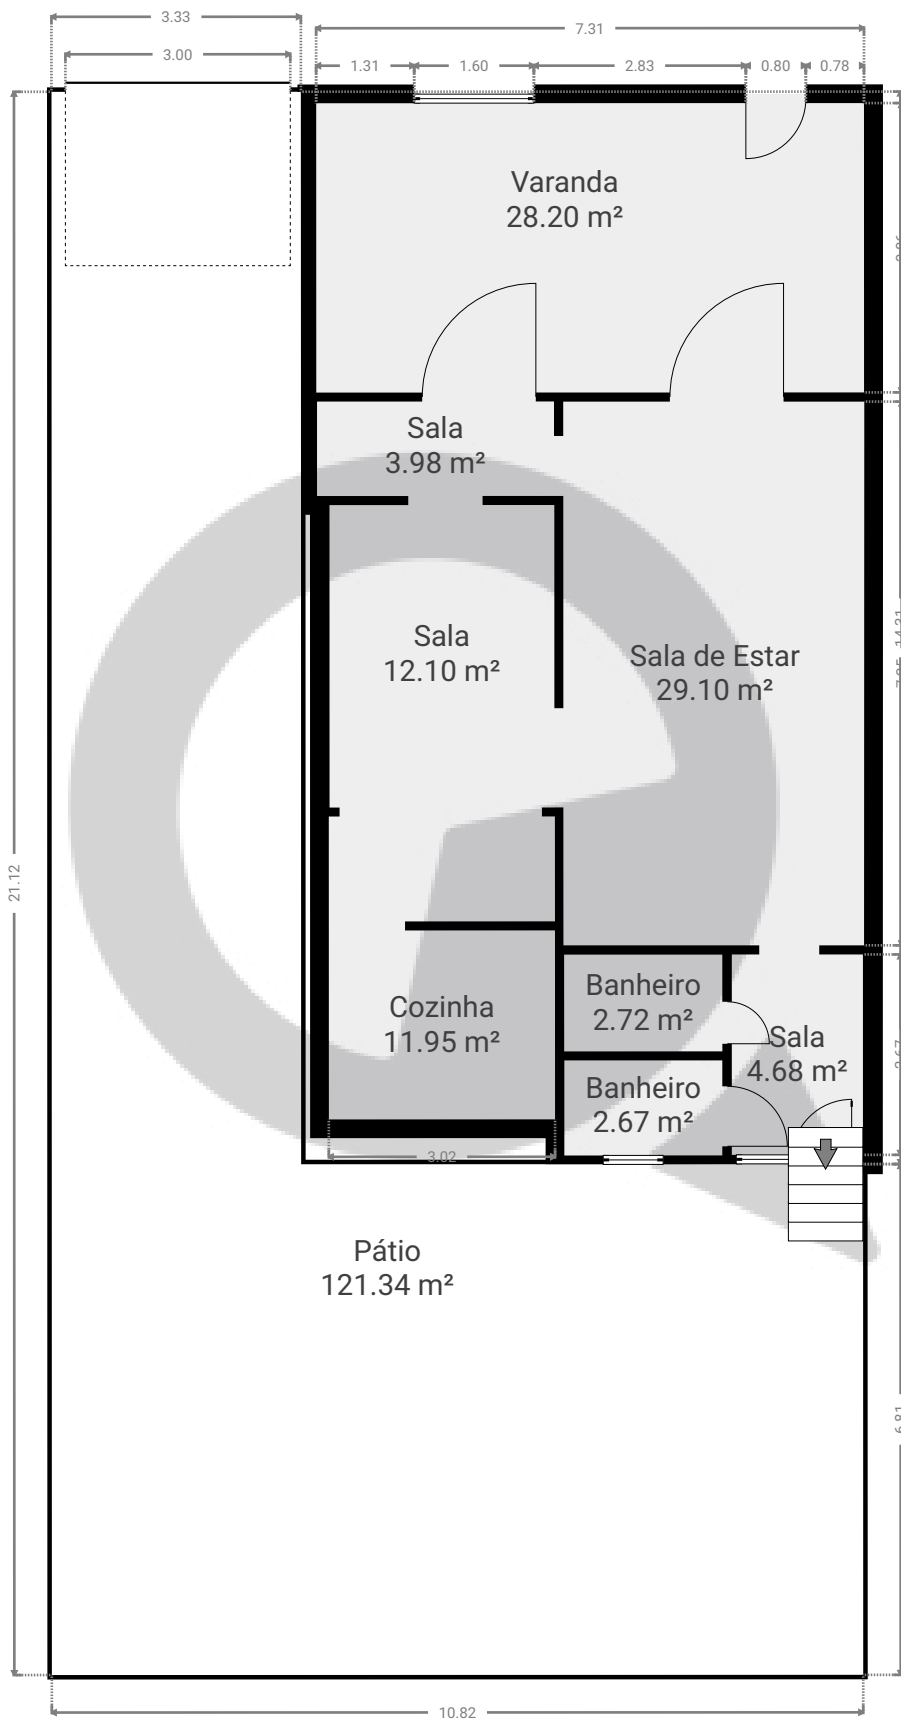 3.33
7.31
3.00
1.31
1.60
2.83
0.80
0.78
Varanda
28.20 m²
Sala
3.98 m²
Sala
12.10 m²
Sala de Estar
29.10 m²
21.12
Banheiro
2.72 m²
Cozinha
11.95 m²
Sala
4.68 m²
Banheiro
2.67 m²
3.02
Pátio
121.34 m²
6.81
10.82